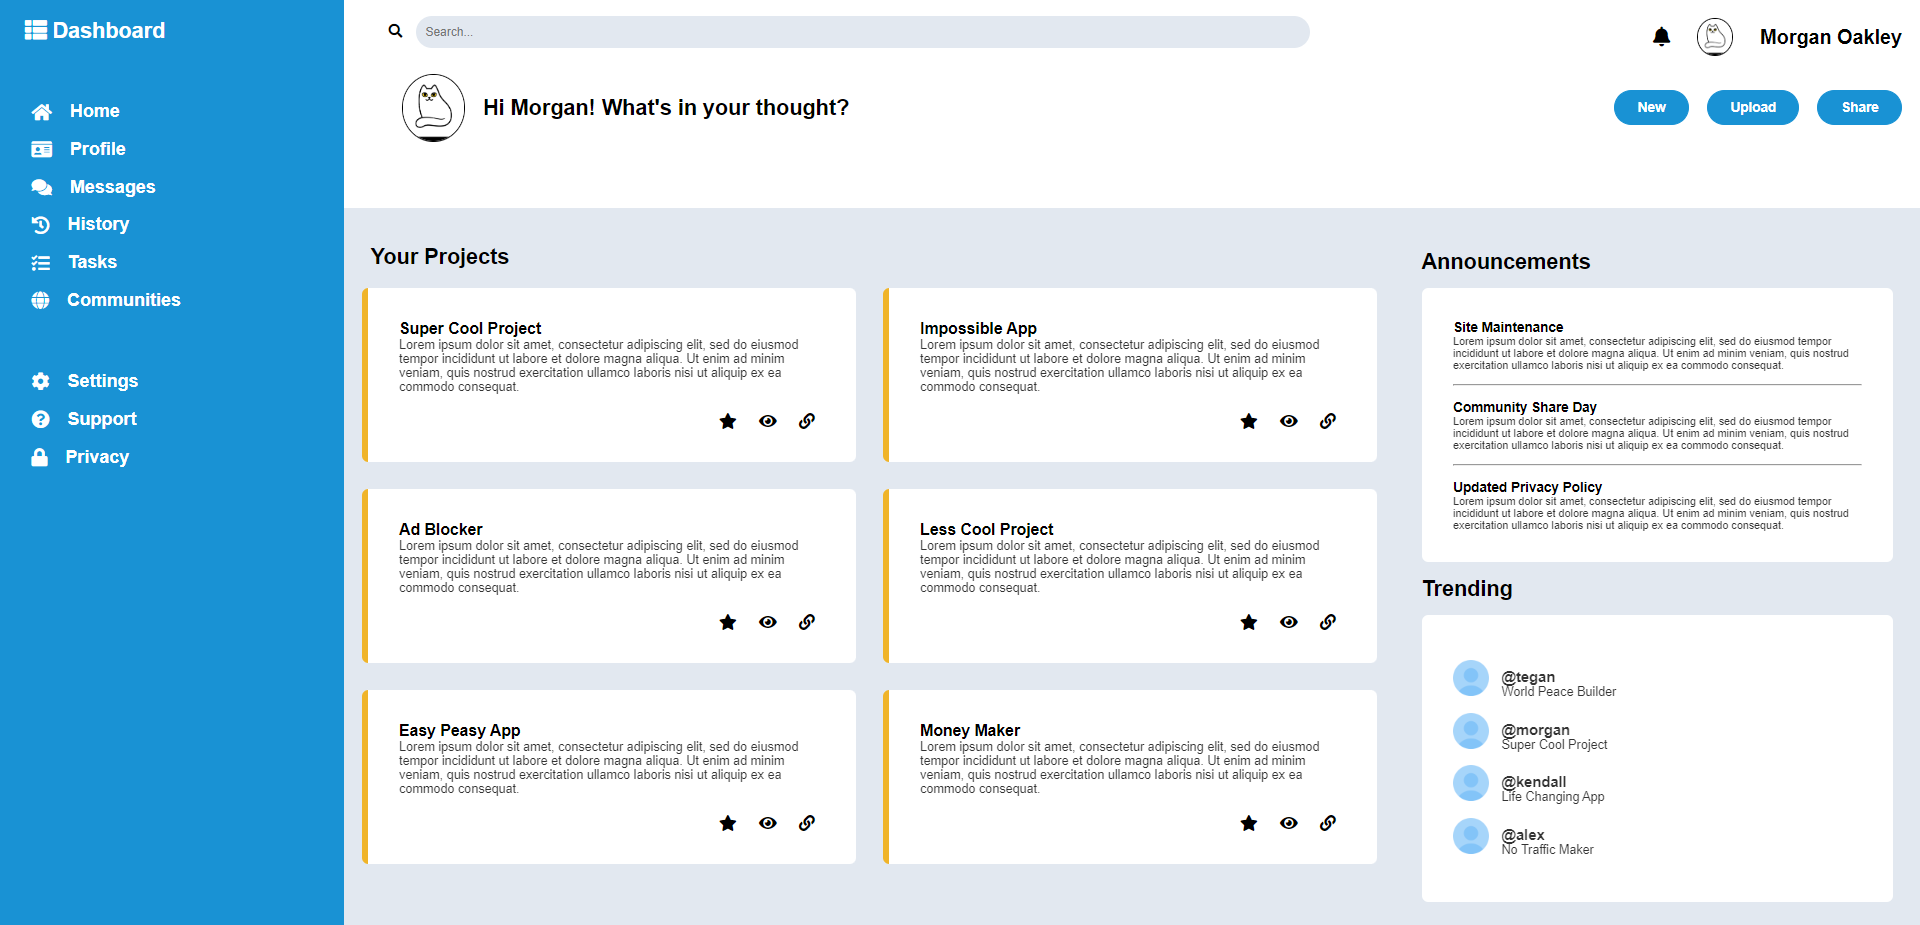 Dashboard
Home
Profile
Messages
History
Tasks
Communities
Settings
Support
Privacy
Search...
Morgan Oakley
Hi Morgan! What's in your thought?
New
Upload
Share
Your Projects
Super Cool Project
Lorem ipsum dolor sit amet, consectetur adipiscing elit, sed do eiusmod
tempor incididunt ut labore et dolore magna aliqua. Ut enim ad minim
veniam, quis nostrud exercitation ullamco laboris nisi ut aliquip ex ea
commodo consequat.
Impossible App
Lorem ipsum dolor sit amet, consectetur adipiscing elit, sed do eiusmod
tempor incididunt ut labore et dolore magna aliqua. Ut enim ad minim
veniam, quis nostrud exercitation ullamco laboris nisi ut aliquip ex ea
commodo consequat.
Ad Blocker
Lorem ipsum dolor sit amet, consectetur adipiscing elit, sed do eiusmod
tempor incididunt ut labore et dolore magna aliqua. Ut enim ad minim
veniam, quis nostrud exercitation ullamco laboris nisi ut aliquip ex ea
commodo consequat.
Less Cool Project
Lorem ipsum dolor sit amet, consectetur adipiscing elit, sed do eiusmod
tempor incididunt ut labore et dolore magna aliqua. Ut enim ad minim
veniam, quis nostrud exercitation ullamco laboris nisi ut aliquip ex ea
commodo consequat.
Easy Peasy App
Lorem ipsum dolor sit amet, consectetur adipiscing elit, sed do eiusmod
tempor incididunt ut labore et dolore magna aliqua. Ut enim ad minim
veniam, quis nostrud exercitation ullamco laboris nisi ut aliquip ex ea
commodo consequat.
Money Maker
Lorem ipsum dolor sit amet, consectetur adipiscing elit, sed do eiusmod
tempor incididunt ut labore et dolore magna aliqua. Ut enim ad minim
veniam, quis nostrud exercitation ullamco laboris nisi ut aliquip ex ea
commodo consequat.
Announcements
Site Maintenance
Lorem ipsum dolor sit amet, consectetur adipiscing elit, sed do eiusmod tempor
incididunt ut labore et dolore magna aliqua. Ut enim ad minim veniam, quis nostrud
exercitation ullamco laboris nisi ut aliquip ex ea commodo consequat.
Community Share Day
Lorem ipsum dolor sit amet, consectetur adipiscing elit, sed do eiusmod tempor
incididunt ut labore et dolore magna aliqua. Ut enim ad minim veniam, quis nostrud
exercitation ullamco laboris nisi ut aliquip ex ea commodo consequat.
Updated Privacy Policy
Lorem ipsum dolor sit amet, consectetur adipiscing elit, sed do eiusmod tempor
incididunt ut labore et dolore magna aliqua. Ut enim ad minim veniam, quis nostrud
exercitation ullamco laboris nisi ut aliquip ex ea commodo consequat.
Trending
@tegan
World Peace Builder
@morgan
Super Cool Project
@kendall
Life Changing App
@alex
No Traffic Maker